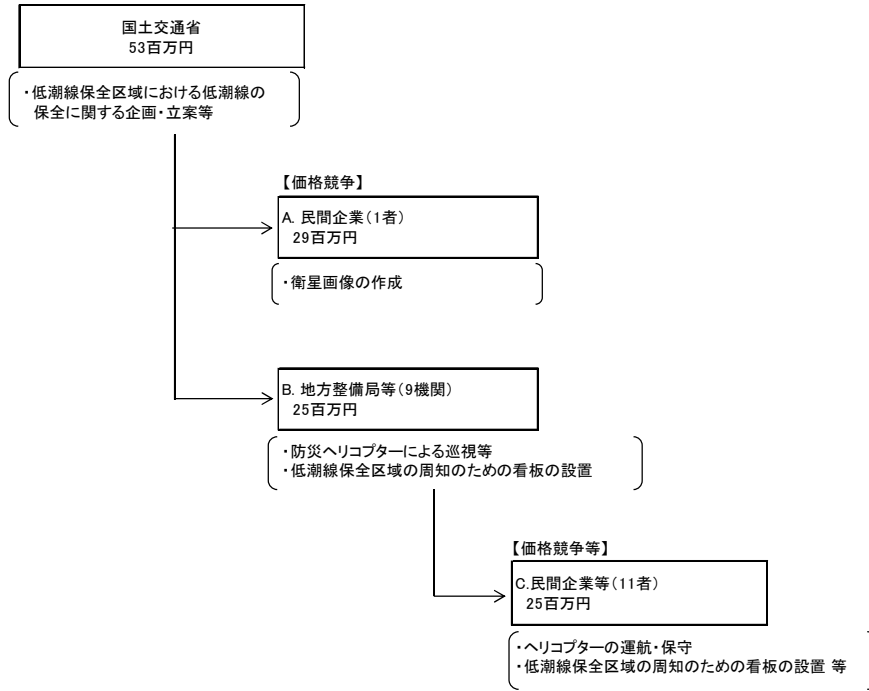 国土交通省
53百万円
・低潮線保全区域における低潮線の
保全に関する企画・立案等
【価格競争】
A. 民間企業(1者)
29百万円
・衛星画像の作成
B. 地方整備局等(9機関)
25百万円
・防災ヘリコプターによる巡視等
・低潮線保全区域の周知のための看板の設置
【価格競争等】
C.民間企業等(11者)
25百万円
・ヘリコプターの運航・保守
・低潮線保全区域の周知のための看板の設置 等